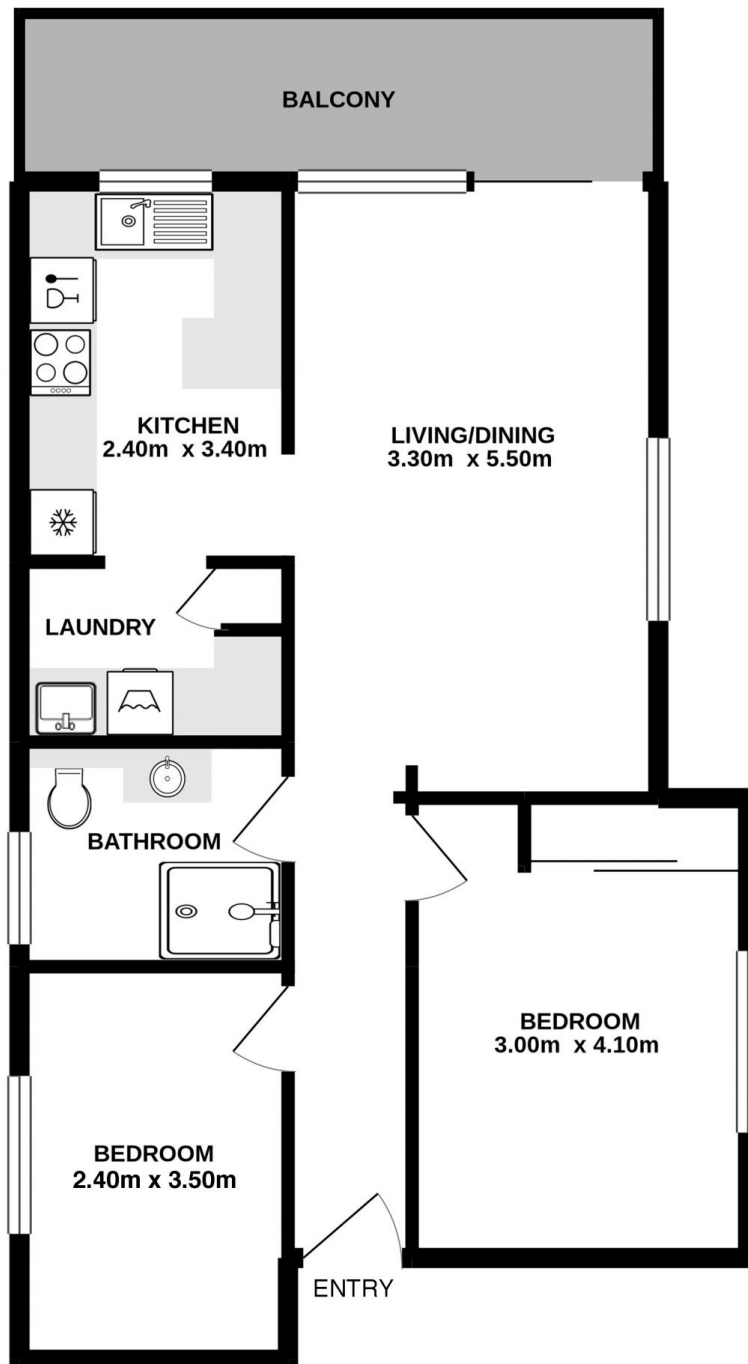 BALCONY
KITCHEN
2.40m x 3.40m
LIVING/DINING
3.30m x 5.50m
LAUNDRY
BATHROOM
BEDROOM
3.00m x 4.10m
BEDROOM
2.40m x 3.50m
ENTRY